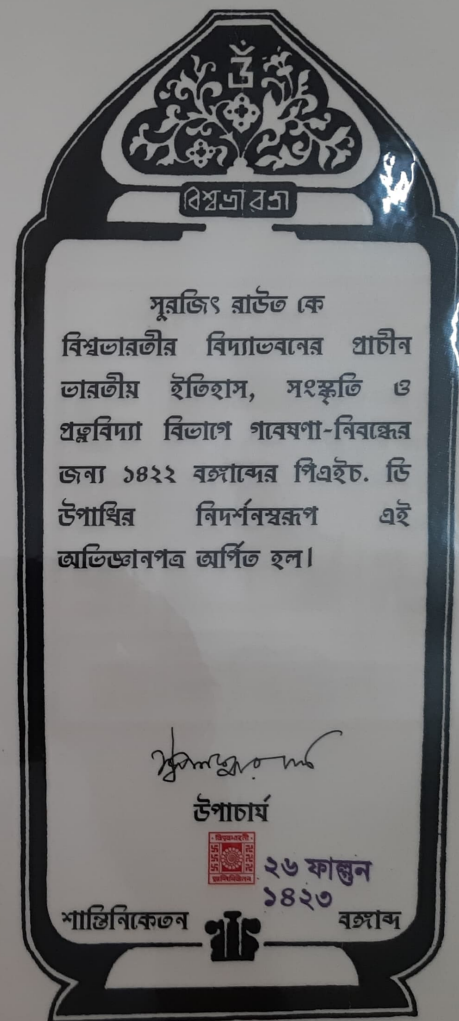 ওঁ
বিশ্বভারতী
সুরজিৎ রাউত কে
বিশ্বভারতীর বিদ্যাভবনের প্রাচীন
ভারতীয় ইতিহাস, সংস্কৃতি ও
প্রত্নবিদ্যা বিভাগে গবেষণা-নিবন্ধের
জন্য ১৪২২ বঙ্গাব্দের পিএইচ. ডি
উপাধির নিদর্শনস্বরূপ এই
অভিজ্ঞানপত্র অর্পিত হল।
উপাচার্য
২৬ ফাল্গুন
১৪২৩
শান্তিনিকেতন বঙ্গাব্দ